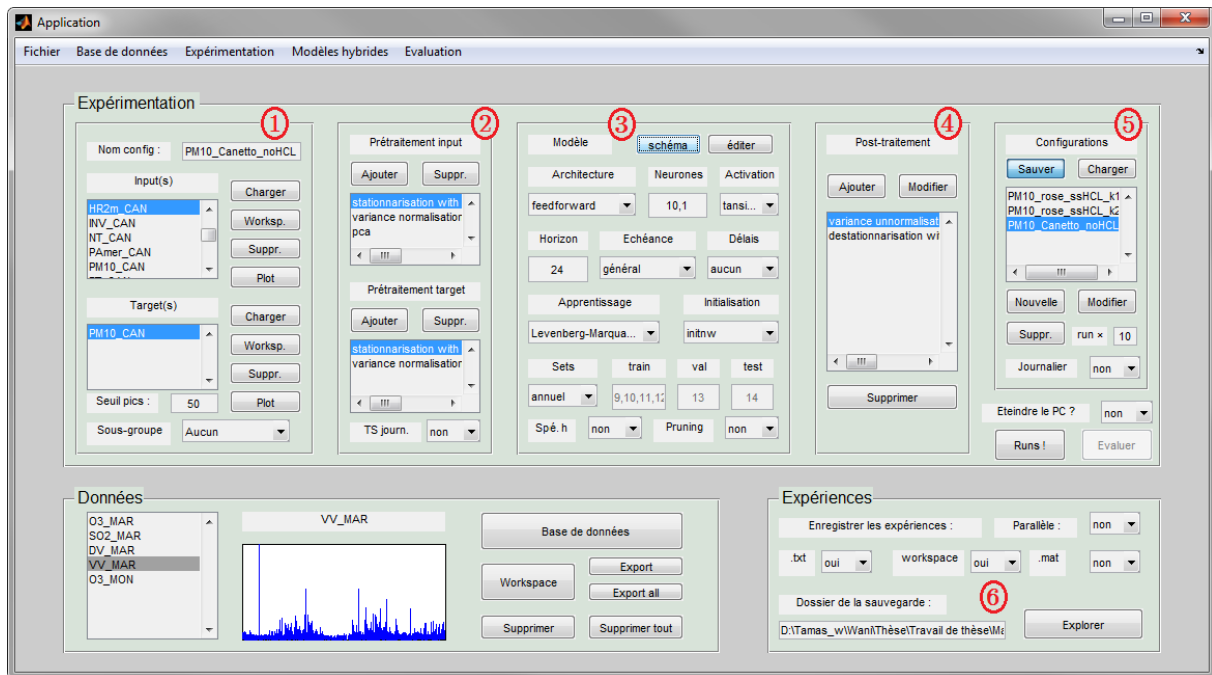 Application
Fichier Base de données Expérimentation Modèles hybrides Evaluation
Expérimentation
1
Nom config : PM10_Canetto_noHCL
Input(s)
Charger
HR2m_CAN
INV_CAN
NT_CAN
PAmer_CAN
PM10_CAN
Worksp.
Suppr.
Plot
Target(s)
Charger
PM10_CAN
Worksp.
Suppr.
Seuil pics : 50 Plot
Sous-groupe Aucun
2
Prétraitement input
Ajouter Suppr.
stationnarisation with
variance normalisation
pca
Prétraitement target
Ajouter Suppr.
stationnarisation with
variance normalisation
TS journ. non
3
Modèle schéma éditer
Architecture Neurones Activation
feedforward 10,1 tansi...
Horizon Echéance Délais
24 général aucun
Apprentissage Initialisation
Levenberg-Marqua... initnw
Sets train val test
annuel 9,10,11,12 13 14
Spé. h non Pruning non
4
Post-traitement
Ajouter Modifier
variance unnormalisat
destationnarisation wi
Supprimer
5
Configurations
Sauver Charger
PM10_rose_ssHCL_k1
PM10_rose_ssHCL_k2
PM10_Canetto_noHCL
Nouvelle Modifier
Suppr. run × 10
Journalier non
Eteindre le PC ? non
Runs ! Evaluer
Données
O3_MAR
SO2_MAR
DV_MAR
VV_MAR
O3_MON
VV_MAR
Base de données
Workspace
Export
Export all
Supprimer Supprimer tout
Expériences
Enregistrer les expériences : Parallèle : non
.txt oui workspace oui .mat non
6
Dossier de la sauvegarde :
D:\Tamas_w\Wani\Thèse\Travail de thèse\Ma
Explorer